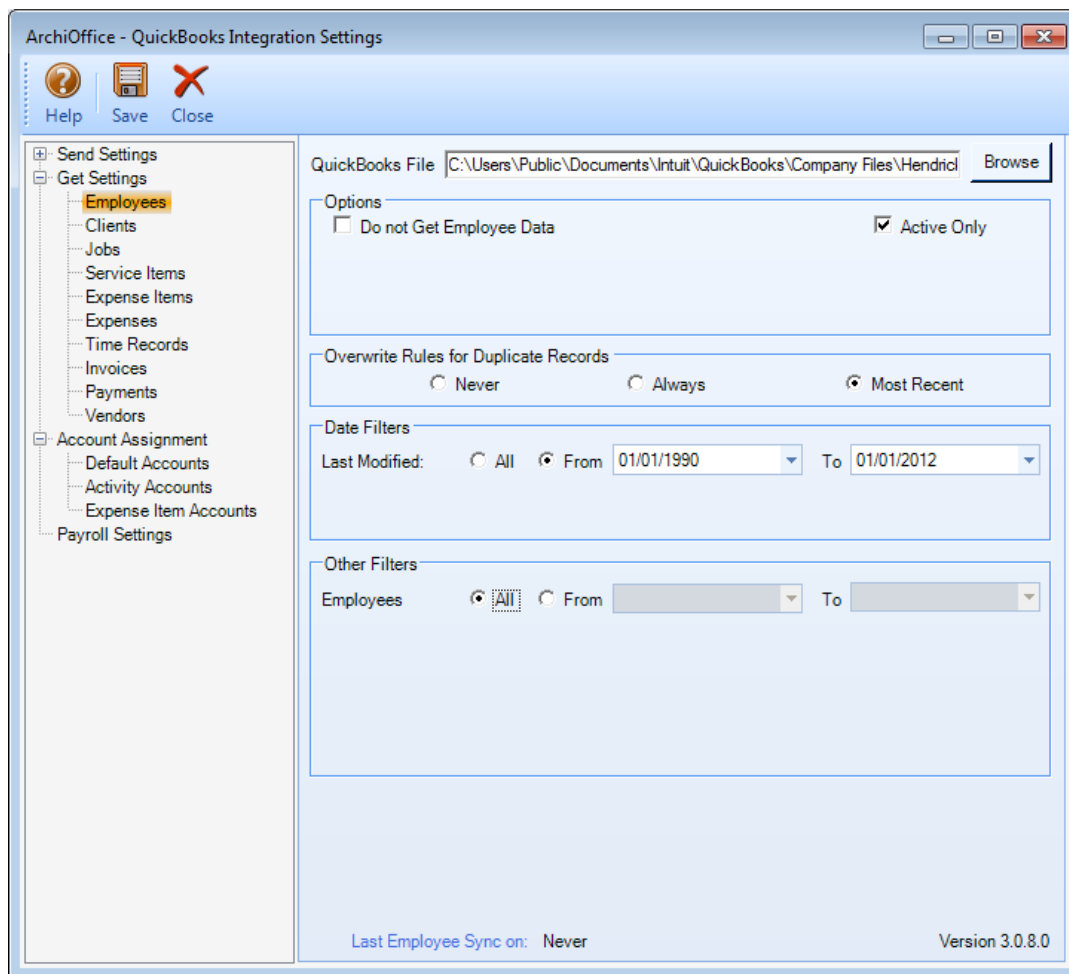 ArchiOffice - QuickBooks Integration Settings
Help Save Close
Send Settings
Get Settings
Employees
Clients
Jobs
Service Items
Expense Items
Expenses
Time Records
Invoices
Payments
Vendors
Account Assignment
Default Accounts
Activity Accounts
Expense Item Accounts
Payroll Settings
QuickBooks File C:\Users\Public\Documents\Intuit\QuickBooks\Company Files\Hendricl Browse
Options
Do not Get Employee Data Active Only
Overwrite Rules for Duplicate Records
Never Always Most Recent
Date Filters
Last Modified: All From 01/01/1990 To 01/01/2012
Other Filters
Employees All From To
Last Employee Sync on: Never Version 3.0.8.0